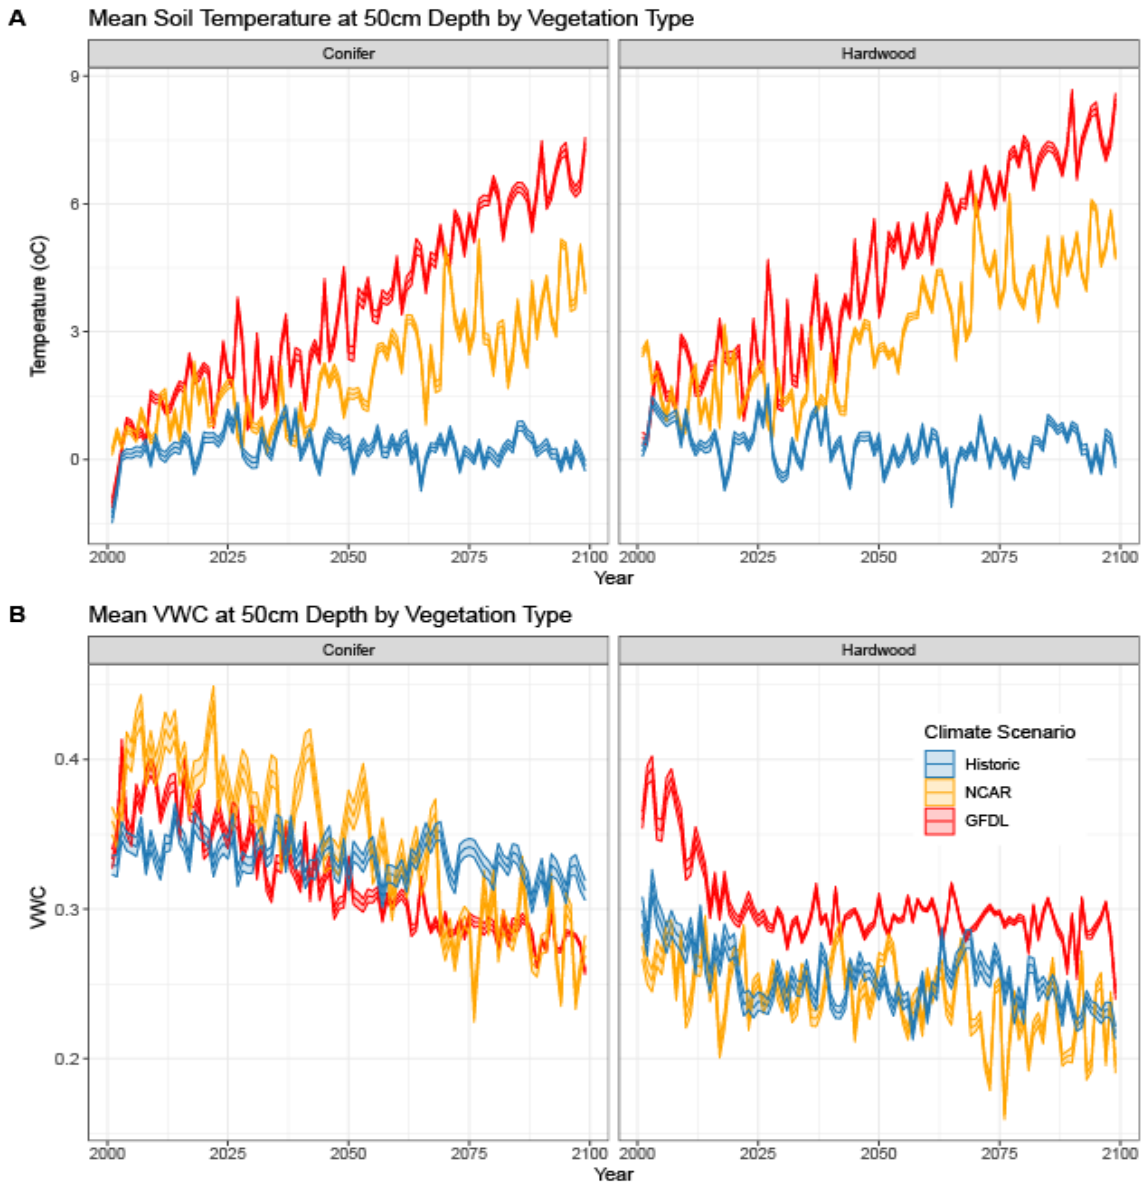 A Mean Soil Temperature at 50cm Depth by Vegetation Type
Conifer Hardwood
Temperature (oC)
9
6
3
0
2000 2025 2050 2075 2100 2000 2025 2050 2075 2100
Year
B Mean VWC at 50cm Depth by Vegetation Type
Conifer Hardwood
VWC
0.4
0.3
0.2
Climate Scenario
Historic
NCAR
GFDL
2000 2025 2050 2075 2100 2000 2025 2050 2075 2100
Year